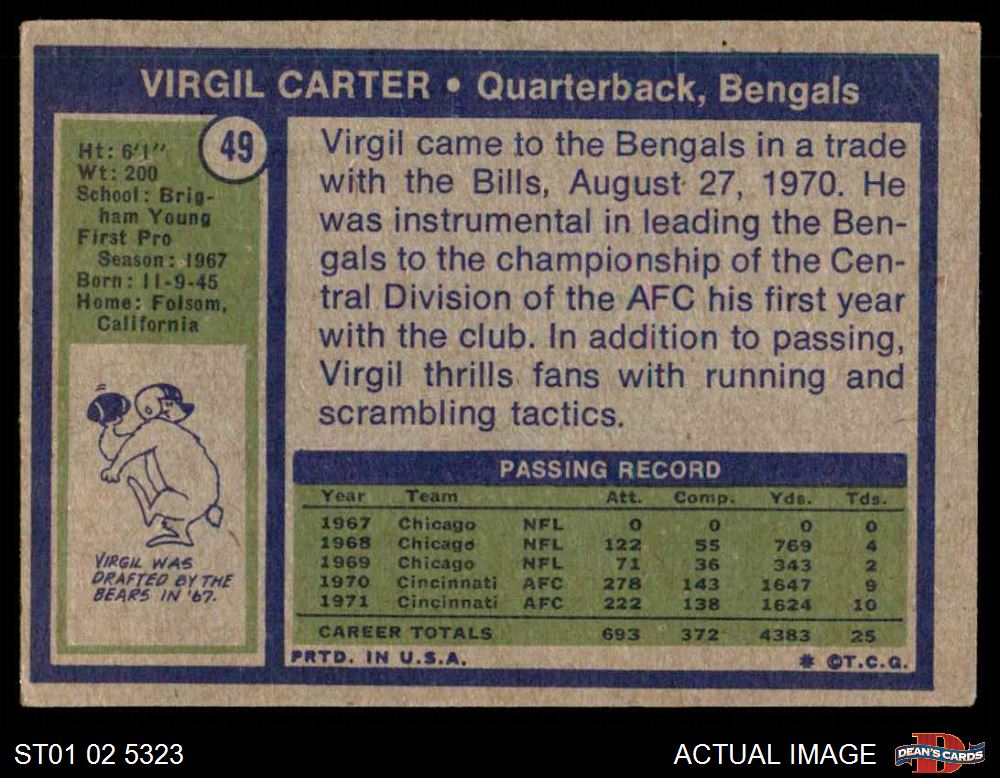 VIRGIL CARTER • Quarterback, Bengals
49
Ht: 6'1"
Wt: 200
School: Brig-
ham Young
First Pro
Season: 1967
Born: 11-9-45
Home: Folsom,
California
VIRGIL WAS
DRAFTED BY THE
BEARS IN '67.
Virgil came to the Bengals in a trade
with the Bills, August 27, 1970. He
was instrumental in leading the Ben-
gals to the championship of the Cen-
tral Division of the AFC his first year
with the club. In addition to passing,
Virgil thrills fans with running and
scrambling tactics.
PASSING RECORD
Year Team Att. Comp. Yds. Tds.
1967 Chicago NFL 0 0 0 0
1968 Chicago NFL 122 55 769 4
1969 Chicago NFL 71 36 343 2
1970 Cincinnati AFC 278 143 1647 9
1971 Cincinnati AFC 222 138 1624 10
CAREER TOTALS 693 372 4383 25
PRTD. IN U.S.A. * ©T.C.G.
ST01 02 5323 ACTUAL IMAGE
DEAN'S CARDS